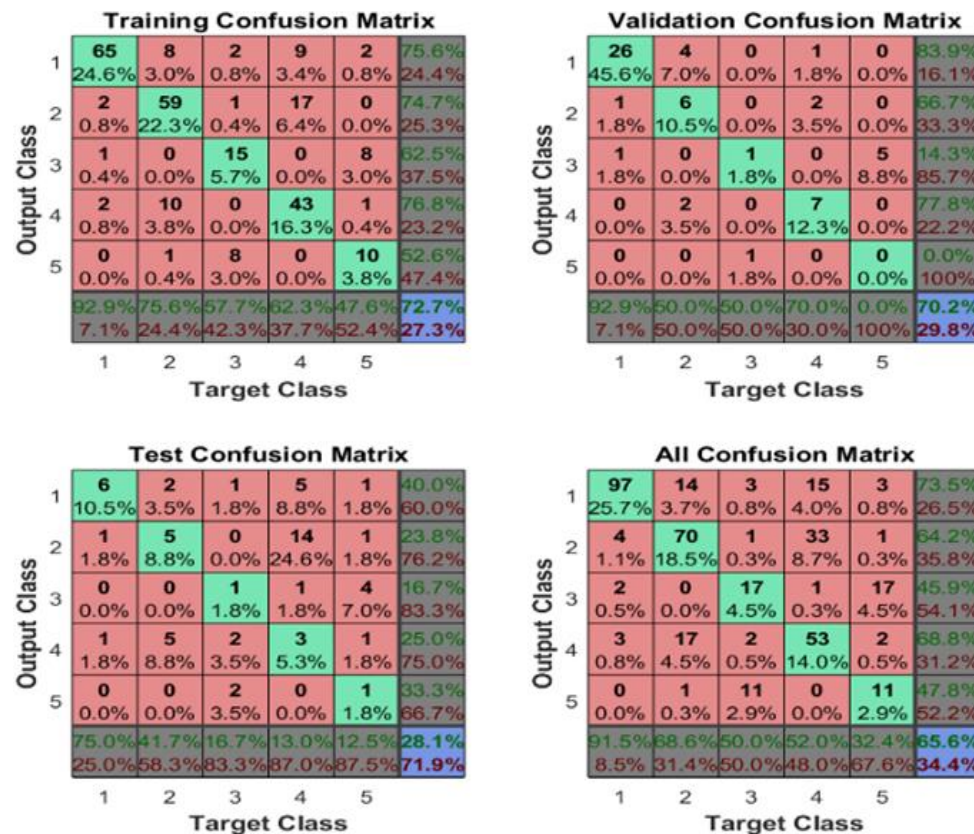 Training Confusion Matrix
65 8 2 9 2 75.6%
1
24.6% 3.0% 0.8% 3.4% 0.8% 24.4%
2 59 1 17 0 74.7%
2
0.8% 22.3% 0.4% 6.4% 0.0% 25.3%
1 0 15 0 8 62.5%
3
0.4% 0.0% 5.7% 0.0% 3.0% 37.5%
2 10 0 43 1 76.8%
4
0.8% 3.8% 0.0% 16.3% 0.4% 23.2%
0 1 8 0 10 52.6%
5
0.0% 0.4% 3.0% 0.0% 3.8% 47.4%
92.9% 75.6% 57.7% 62.3% 47.6% 72.7%
7.1% 24.4% 42.3% 37.7% 52.4% 27.3%
1 2 3 4 5
Target Class
Output Class
Validation Confusion Matrix
26 4 0 1 0 83.9%
1
45.6% 7.0% 0.0% 1.8% 0.0% 16.1%
1 6 0 2 0 66.7%
2
1.8% 10.5% 0.0% 3.5% 0.0% 33.3%
1 0 1 0 5 14.3%
3
1.8% 0.0% 1.8% 0.0% 8.8% 85.7%
0 2 0 7 0 77.8%
4
0.0% 3.5% 0.0% 12.3% 0.0% 22.2%
0 0 1 0 0 0.0%
5
0.0% 0.0% 1.8% 0.0% 0.0% 100%
92.9% 50.0% 50.0% 70.0% 0.0% 70.2%
7.1% 50.0% 50.0% 30.0% 100% 29.8%
1 2 3 4 5
Target Class
Output Class
Test Confusion Matrix
6 2 1 5 1 40.0%
1
10.5% 3.5% 1.8% 8.8% 1.8% 60.0%
1 5 0 14 1 23.8%
2
1.8% 8.8% 0.0% 24.6% 1.8% 76.2%
0 0 1 1 4 16.7%
3
0.0% 0.0% 1.8% 1.8% 7.0% 83.3%
1 5 2 3 1 25.0%
4
1.8% 8.8% 3.5% 5.3% 1.8% 75.0%
0 0 2 0 1 33.3%
5
0.0% 0.0% 3.5% 0.0% 1.8% 66.7%
75.0% 41.7% 16.7% 13.0% 12.5% 28.1%
25.0% 58.3% 83.3% 87.0% 87.5% 71.9%
1 2 3 4 5
Target Class
Output Class
All Confusion Matrix
97 14 3 15 3 73.5%
1
25.7% 3.7% 0.8% 4.0% 0.8% 26.5%
4 70 1 33 1 64.2%
2
1.1% 18.5% 0.3% 8.7% 0.3% 35.8%
2 0 17 1 17 45.9%
3
0.5% 0.0% 4.5% 0.3% 4.5% 54.1%
3 17 2 53 2 68.8%
4
0.8% 4.5% 0.5% 14.0% 0.5% 31.2%
0 1 11 0 11 47.8%
5
0.0% 0.3% 2.9% 0.0% 2.9% 52.2%
91.5% 68.6% 50.0% 52.0% 32.4% 65.6%
8.5% 31.4% 50.0% 48.0% 67.6% 34.4%
1 2 3 4 5
Target Class
Output Class